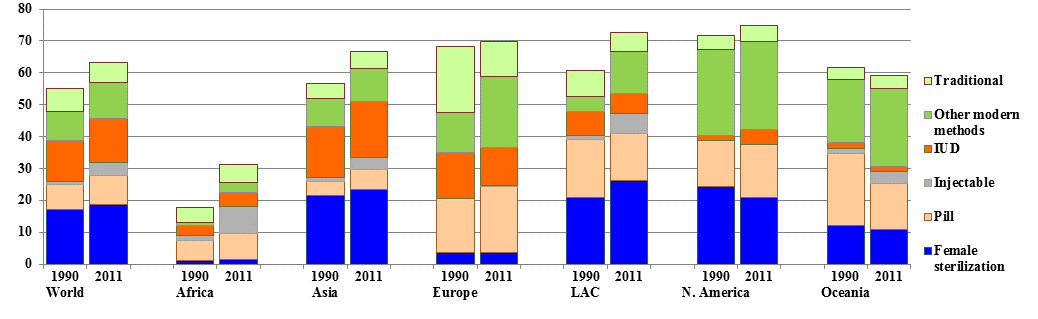 80
70
60
50
40
30
20
10
0
1990 2011 1990 2011 1990 2011 1990 2011 1990 2011 1990 2011 1990 2011
World Africa Asia Europe LAC N. America Oceania
Traditional
Other modern
methods
IUD
Injectable
Pill
Female
sterilization